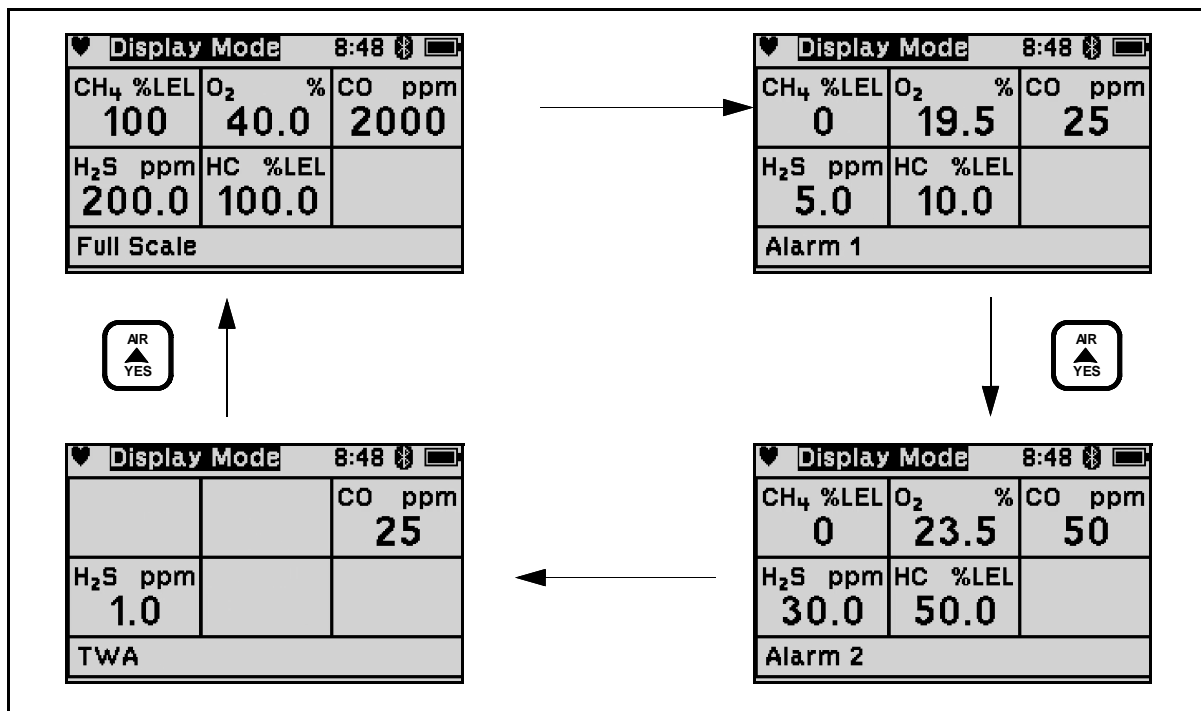 Display Mode 8:48
CH₄ %LEL O₂ % CO ppm
100 40.0 2000
H₂S ppm HC %LEL
200.0 100.0
Full Scale
Display Mode 8:48
CH₄ %LEL O₂ % CO ppm
0 19.5 25
H₂S ppm HC %LEL
5.0 10.0
Alarm 1
AIR
YES
AIR
YES
Display Mode 8:48
CO ppm
25
H₂S ppm
1.0
TWA
Display Mode 8:48
CH₄ %LEL O₂ % CO ppm
0 23.5 50
H₂S ppm HC %LEL
30.0 50.0
Alarm 2